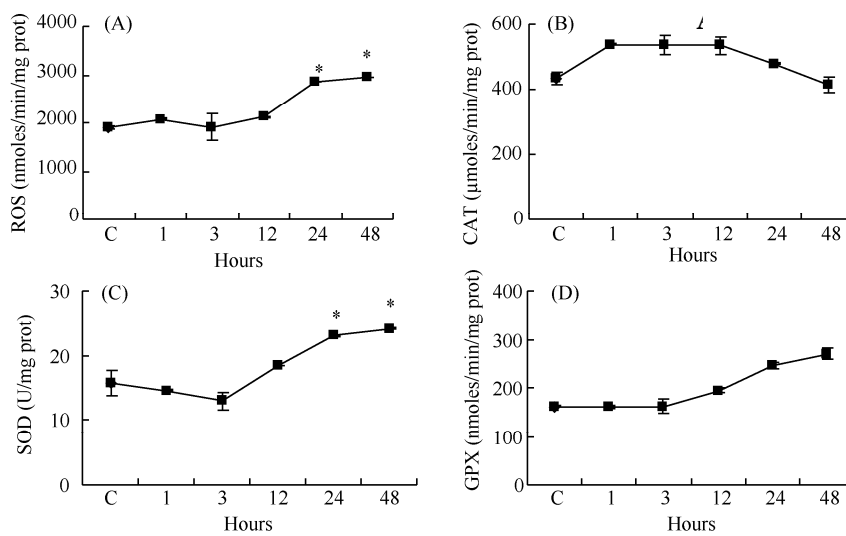 (A)
ROS (nmoles/min/mg prot)
4000
3000
2000
1000
0
* *
C 1 3 12 24 48
Hours
(B)
CAT (µmoles/min/mg prot)
600
400
200
0
C 1 3 12 24 48
Hours
(C)
SOD (U/mg prot)
30
20
10
0
* *
C 1 3 12 24 48
Hours
(D)
GPX (nmoles/min/mg prot)
400
300
200
100
0
C 1 3 12 24 48
Hours